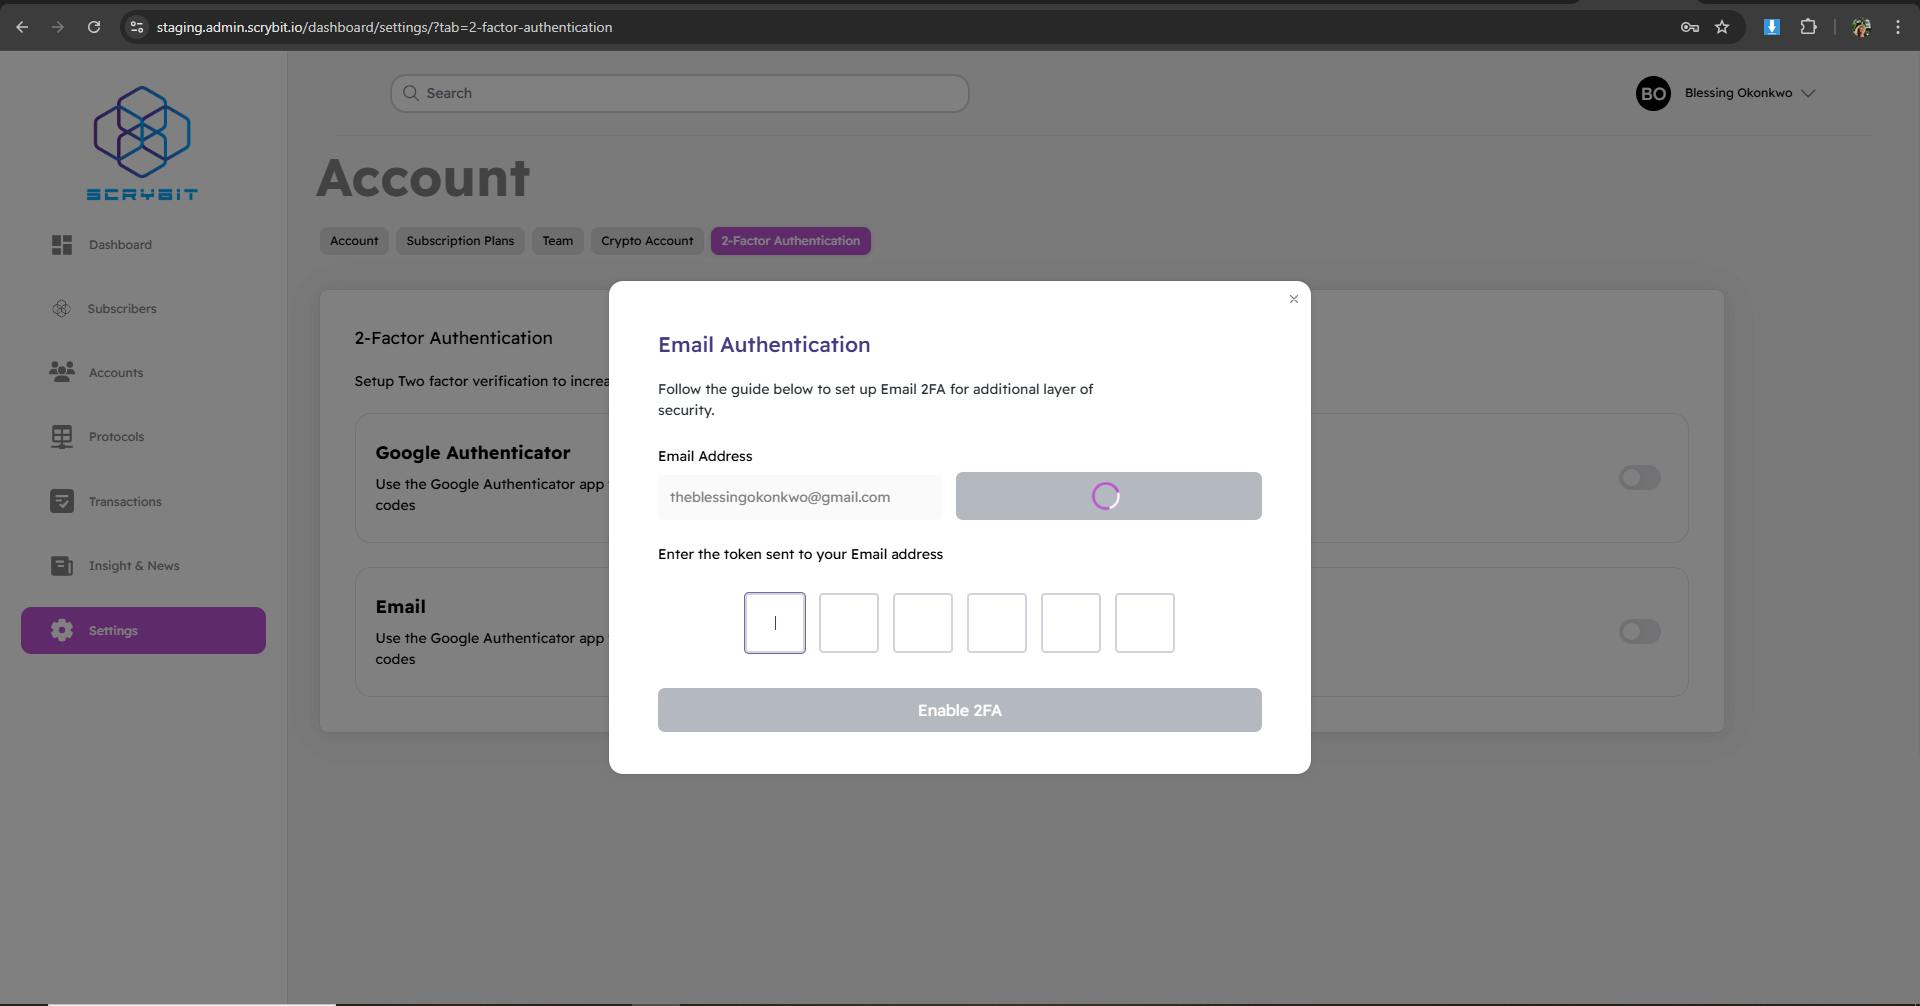 staging.admin.scrybit.io/dashboard/settings/?tab=2-factor-authentication
SCRYBIT
Search
BO
Blessing Okonkwo
Account
Account
Subscription Plans
Team
Crypto Account
2-Factor Authentication
Dashboard
Subscribers
Accounts
Protocols
Transactions
Insight & News
Settings
2-Factor Authentication
Setup Two factor verification to increa
Google Authenticator
Use the Google Authenticator app
codes
Email
Use the Google Authenticator app
codes
Email Authentication
Follow the guide below to set up Email 2FA for additional layer of
security.
Email Address
theblessingokonkwo@gmail.com
Enter the token sent to your Email address
Enable 2FA